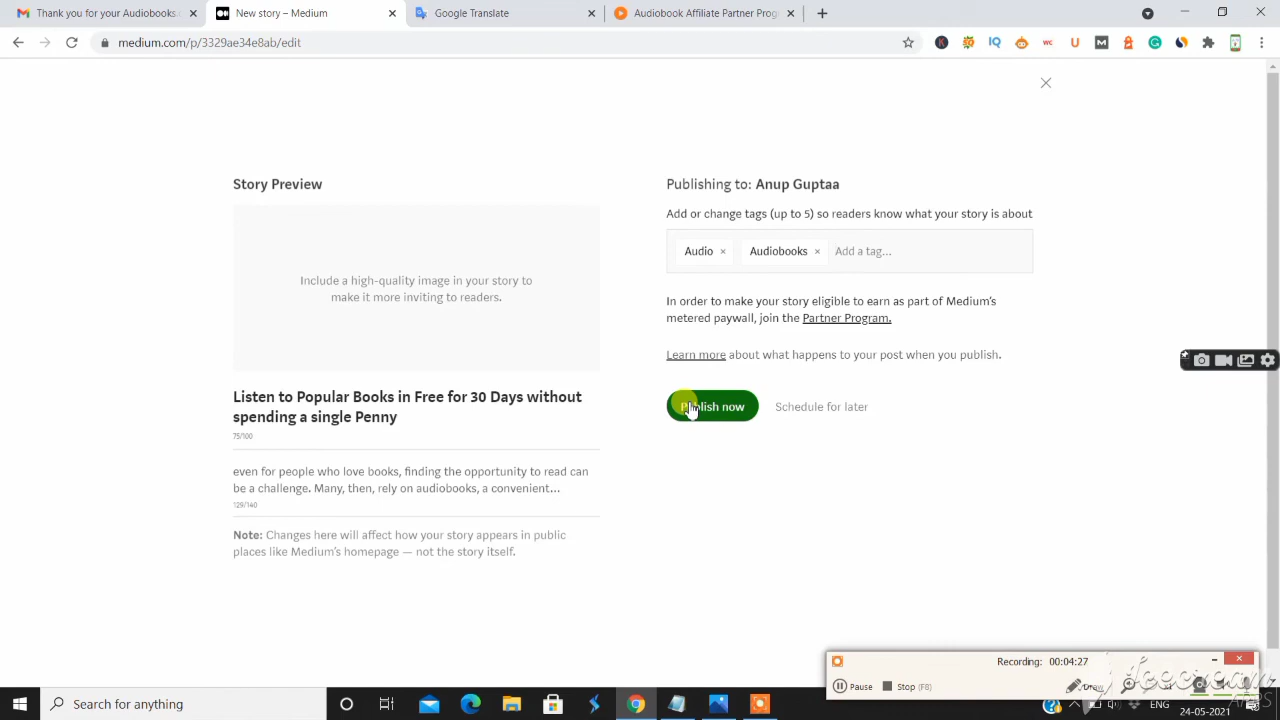 Thank you for your Audiobooks
New story – Medium
Google Translate
Audiobook Affiliate Partner Prog
medium.com/p/3329ae34e8ab/edit
Story Preview
Publishing to: Anup Guptaa
Add or change tags (up to 5) so readers know what your story is about
Audio ×
Audiobooks ×
Add a tag...
Include a high-quality image in your story to
make it more inviting to readers.
In order to make your story eligible to earn as part of Medium's
metered paywall, join the Partner Program.
Learn more about what happens to your post when you publish.
Publish now
Schedule for later
Listen to Popular Books in Free for 30 Days without
spending a single Penny
75/100
even for people who love books, finding the opportunity to read can
be a challenge. Many, then, rely on audiobooks, a convenient...
129/140
Note: Changes here will affect how your story appears in public
places like Medium's homepage — not the story itself.
Recording: 00:04:27
Pause
Stop (F8)
Draw
Type here to search
ENG
24-05-2021